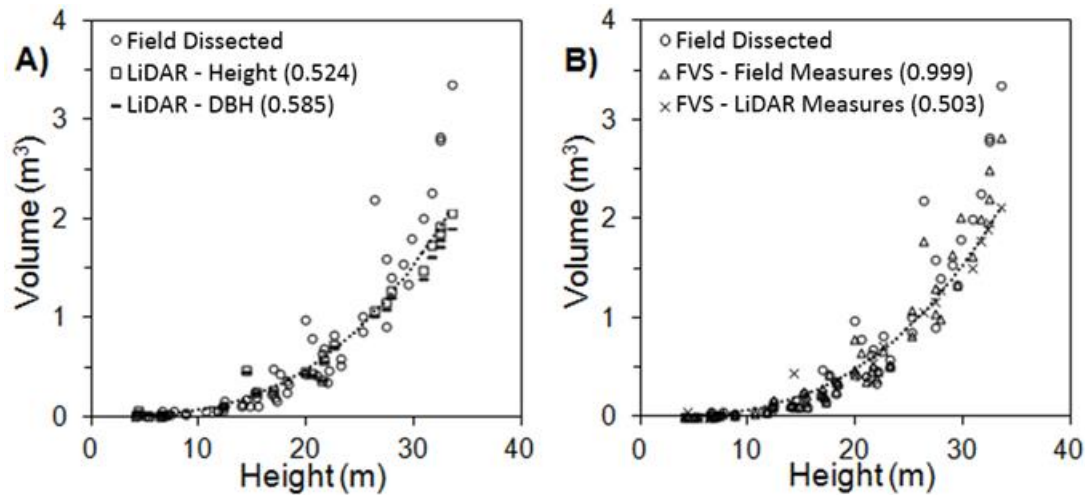 A)
Field Dissected
LiDAR - Height (0.524)
LiDAR - DBH (0.585)
4
3
2
1
0
Volume (m³)
0 10 20 30 40
Height (m)
B)
Field Dissected
FVS - Field Measures (0.999)
FVS - LiDAR Measures (0.503)
4
3
2
1
0
Volume (m³)
0 10 20 30 40
Height (m)